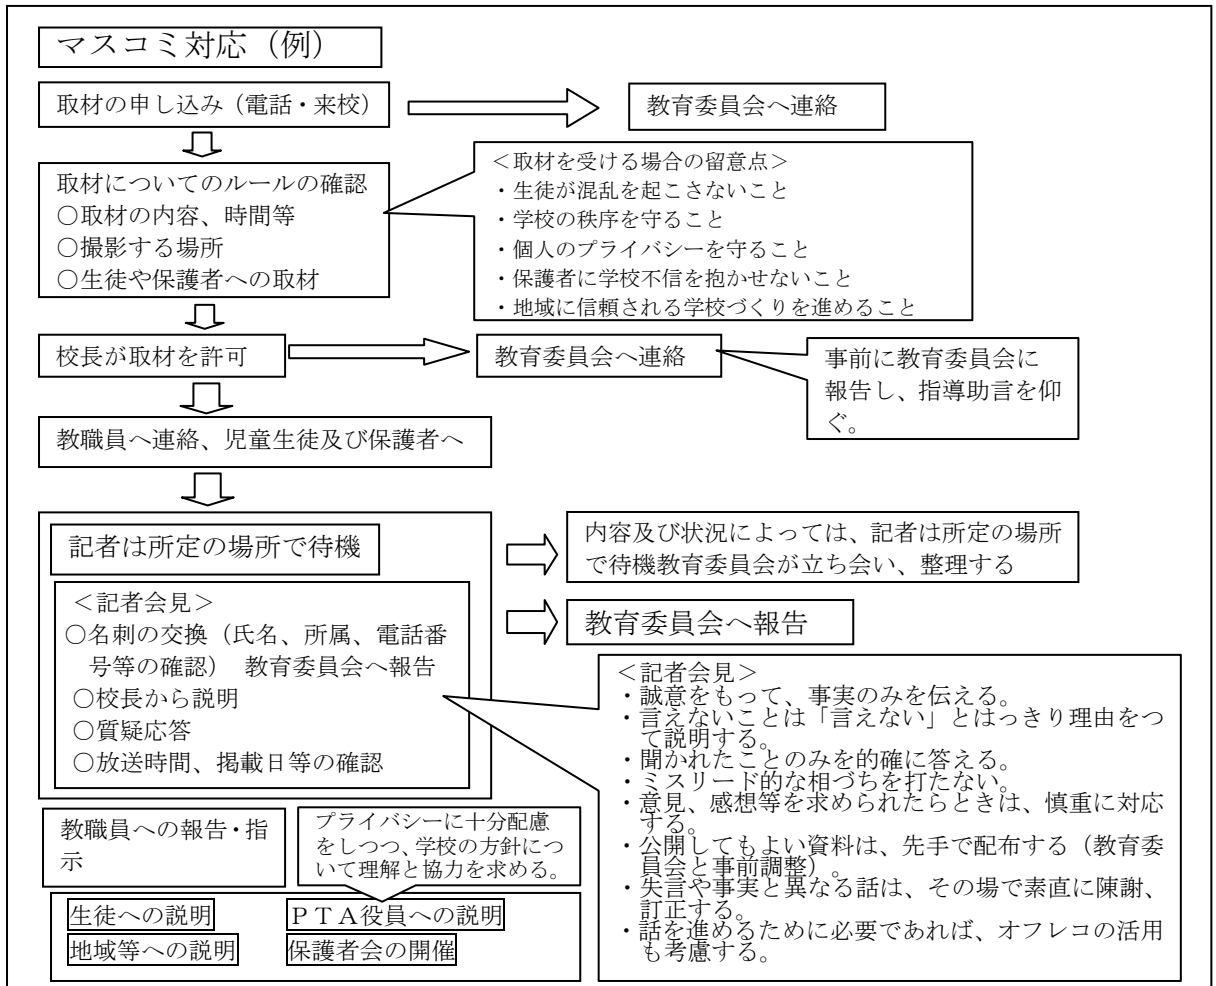 マスコミ対応（例）
取材の申し込み（電話・来校）
教育委員会へ連絡
取材についてのルールの確認
○取材の内容、時間等
○撮影する場所
○生徒や保護者への取材
＜取材を受ける場合の留意点＞
・生徒が混乱を起こさないこと
・学校の秩序を守ること
・個人のプライバシーを守ること
・保護者に学校不信を抱かせないこと
・地域に信頼される学校づくりを進めること
校長が取材を許可
教育委員会へ連絡
事前に教育委員会に
報告し、指導助言を仰
ぐ。
教職員へ連絡、児童生徒及び保護者へ
記者は所定の場所で待機
内容及び状況によっては、記者は所定の場所
で待機教育委員会が立ち会い、整理する
教育委員会へ報告
＜記者会見＞
○名刺の交換（氏名、所属、電話番
号等の確認）　教育委員会へ報告
○校長から説明
○質疑応答
○放送時間、掲載日等の確認
＜記者会見＞
・誠意をもって、事実のみを伝える。
・言えないことは「言えない」とはっきり理由をつ
て説明する。
・聞かれたことのみを的確に答える。
・ミスリード的な相づちを打たない。
・意見、感想等を求められたらときは、慎重に対応
する。
・公開してもよい資料は、先手で配布する（教育委
員会と事前調整）。
・失言や事実と異なる話は、その場で素直に陳謝、
訂正する。
・話を進めるために必要であれば、オフレコの活用
も考慮する。
教職員への報告・指
示
プライバシーに十分配慮
をしつつ、学校の方針につ
いて理解と協力を求める。
生徒への説明
ＰＴＡ役員への説明
地域等への説明
保護者会の開催